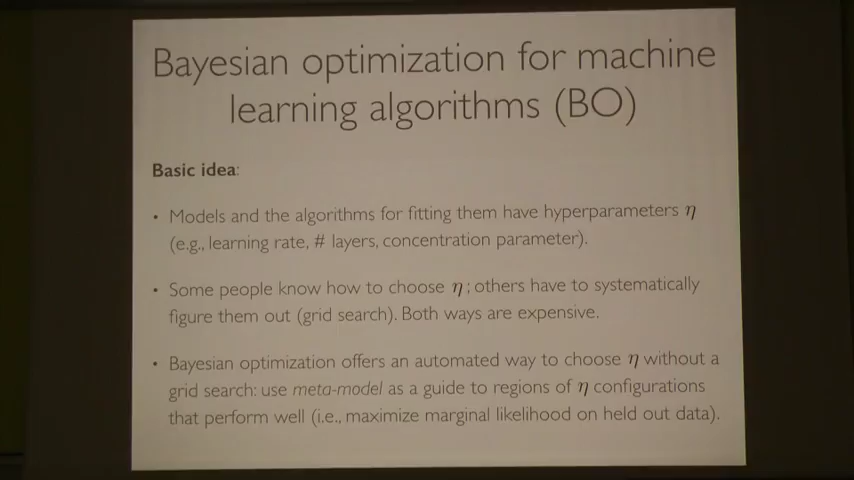 Bayesian optimization for machine
learning algorithms (BO)
Basic idea:
• Models and the algorithms for fitting them have hyperparameters η
(e.g., learning rate, # layers, concentration parameter).
• Some people know how to choose η; others have to systematically
figure them out (grid search). Both ways are expensive.
• Bayesian optimization offers an automated way to choose η without a
grid search: use meta-model as a guide to regions of η configurations
that perform well (i.e., maximize marginal likelihood on held out data).